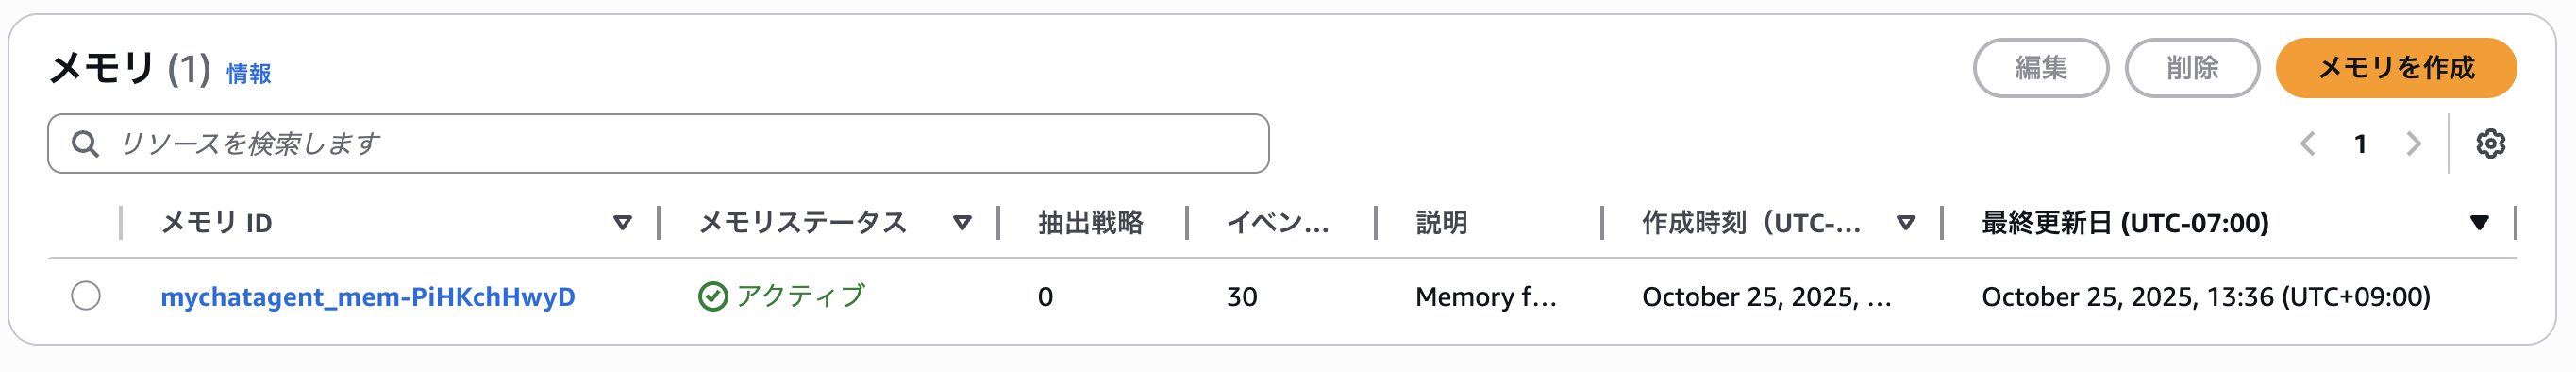 メモリ (1) 情報 編集 削除 メモリを作成
リソースを検索します 1
メモリ ID メモリステータス 抽出戦略 イベン... 説明 作成時刻（UTC-... 最終更新日 (UTC-07:00)
mychatagent_mem-PiHKchHwyD アクティブ 0 30 Memory f... October 25, 2025, ... October 25, 2025, 13:36 (UTC+09:00)